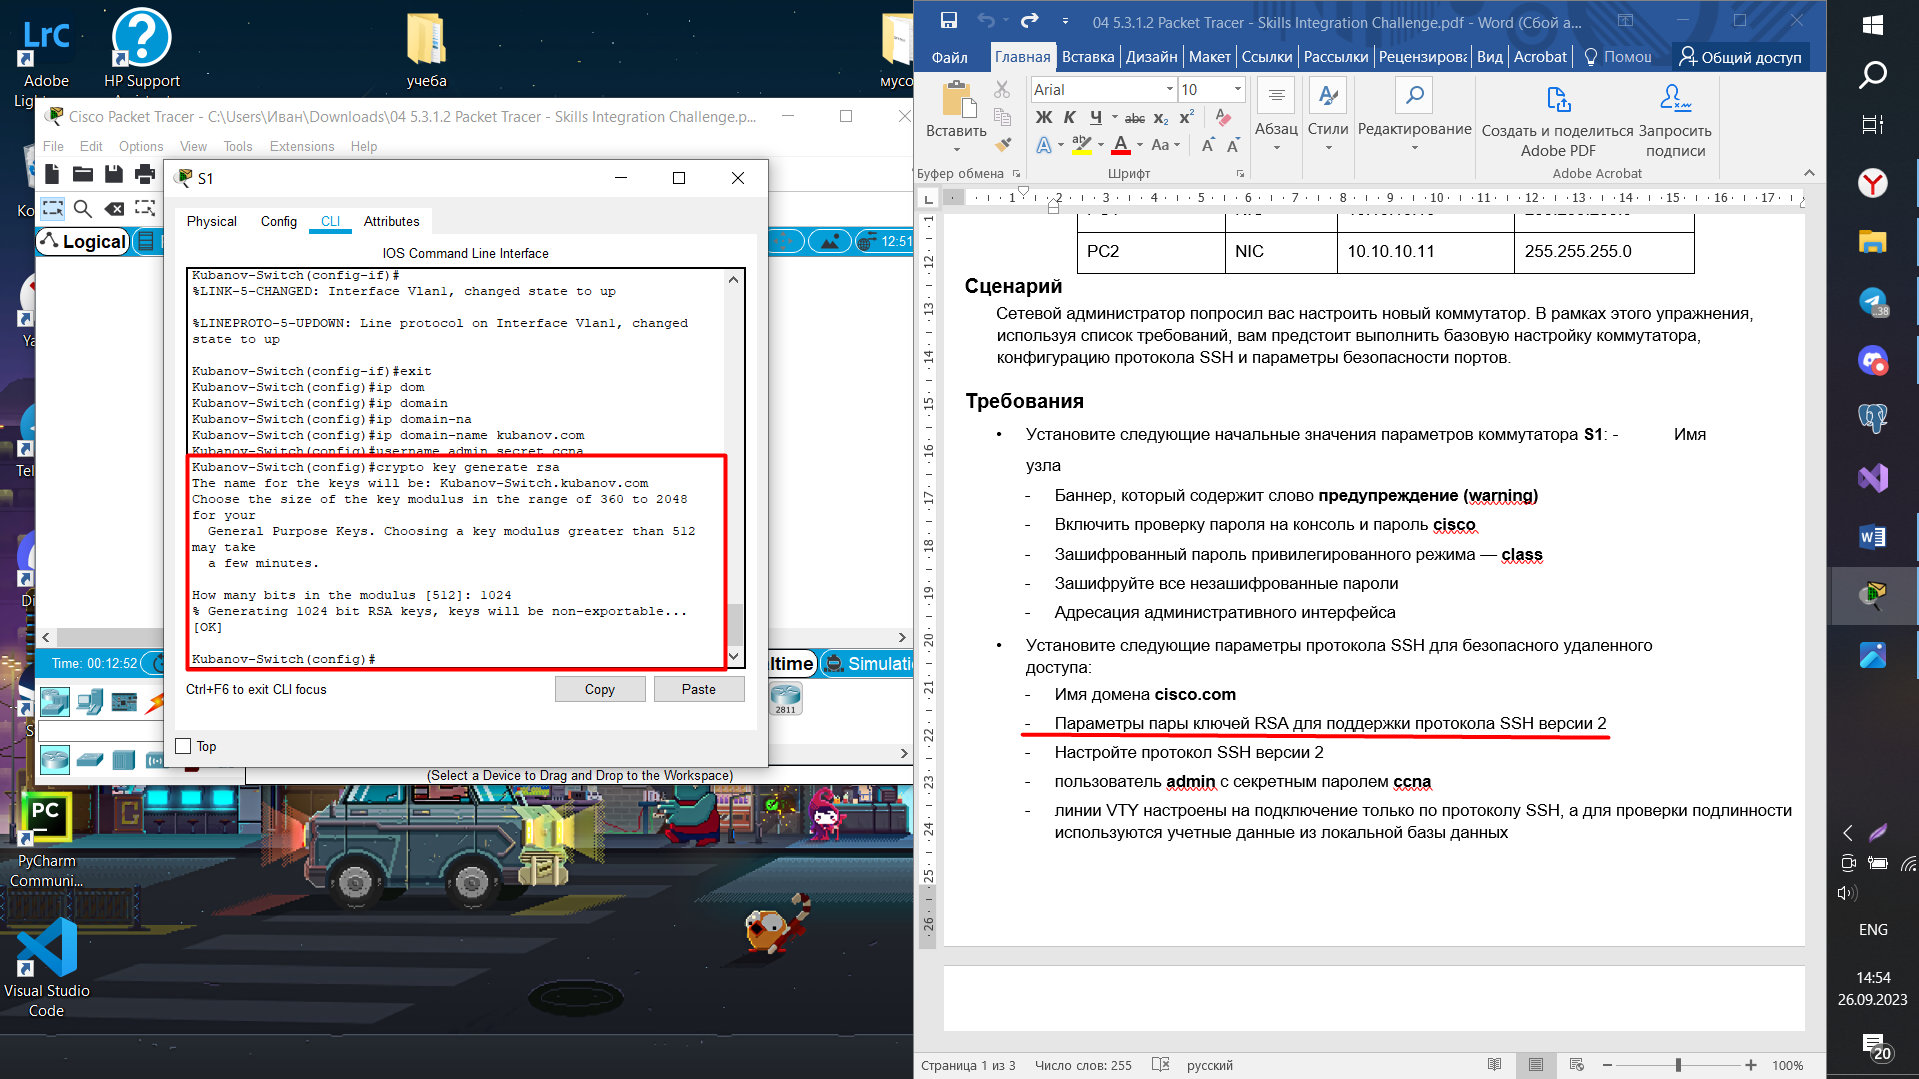 Adobe
HP Support
учеба
Cisco Packet Tracer - C:\Users\Иван\Downloads\04 5.3.1.2 Packet Tracer - Skills Integration Challenge.p...
File Edit Options View Tools Extensions Help
S1
Physical Config CLI Attributes
Logical
12:51
IOS Command Line Interface
Kubanov-Switch(config-if)#
%LINK-5-CHANGED: Interface Vlan1, changed state to up
%LINEPROTO-5-UPDOWN: Line protocol on Interface Vlan1, changed
state to up
Kubanov-Switch(config-if)#exit
Kubanov-Switch(config)#ip dom
Kubanov-Switch(config)#ip domain
Kubanov-Switch(config)#ip domain-na
Kubanov-Switch(config)#ip domain-name kubanov.com
Kubanov-Switch(config)#username admin secret ccna
Kubanov-Switch(config)#crypto key generate rsa
The name for the keys will be: Kubanov-Switch.kubanov.com
Choose the size of the key modulus in the range of 360 to 2048
for your
General Purpose Keys. Choosing a key modulus greater than 512
may take
a few minutes.
How many bits in the modulus [512]: 1024
% Generating 1024 bit RSA keys, keys will be non-exportable...
[OK]
Kubanov-Switch(config)#
Ctrl+F6 to exit CLI focus
Copy Paste
Top
Time: 00:12:52
ltime Simulati
2811
(Select a Device to Drag and Drop to the Workspace)
PC
PyCharm
Communi...
Visual Studio
Code
04 5.3.1.2 Packet Tracer - Skills Integration Challenge.pdf - Word (Сбой а...
Файл Главная Вставка Дизайн Макет Ссылки Рассылки Рецензирова Вид Acrobat Помощ Общий доступ
Arial 10
Вставить
Ж К Ч abc x₂ x²
Aa
Абзац Стили Редактирование
Создать и поделиться
Adobe PDF
Запросить
подписи
Буфер обмена Шрифт Adobe Acrobat
PC2 NIC 10.10.10.11 255.255.255.0
Сценарий
Сетевой администратор попросил вас настроить новый коммутатор. В рамках этого упражнения,
используя список требований, вам предстоит выполнить базовую настройку коммутатора,
конфигурацию протокола SSH и параметры безопасности портов.
Требования
• Установите следующие начальные значения параметров коммутатора S1: - Имя
узла
- Баннер, который содержит слово предупреждение (warning)
- Включить проверку пароля на консоль и пароль cisco
- Зашифрованный пароль привилегированного режима — class
- Зашифруйте все незашифрованные пароли
- Адресация административного интерфейса
• Установите следующие параметры протокола SSH для безопасного удаленного
доступа:
- Имя домена cisco.com
- Параметры пары ключей RSA для поддержки протокола SSH версии 2
- Настройте протокол SSH версии 2
- пользователь admin с секретным паролем ccna
- линии VTY настроены на подключение только по протоколу SSH, а для проверки подлинности
используются учетные данные из локальной базы данных
Страница 1 из 3 Число слов: 255 русский 100%
ENG
14:54
26.09.2023
20